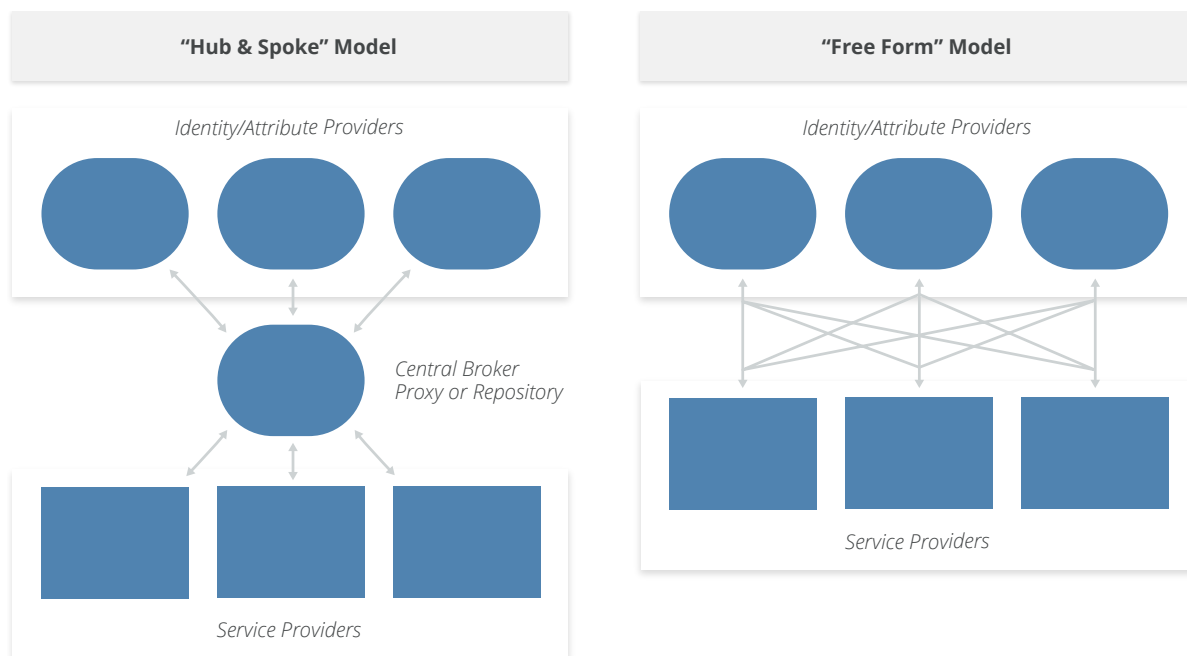 “Hub & Spoke” Model
Identity/Attribute Providers
Central Broker
Proxy or Repository
Service Providers
“Free Form” Model
Identity/Attribute Providers
Service Providers